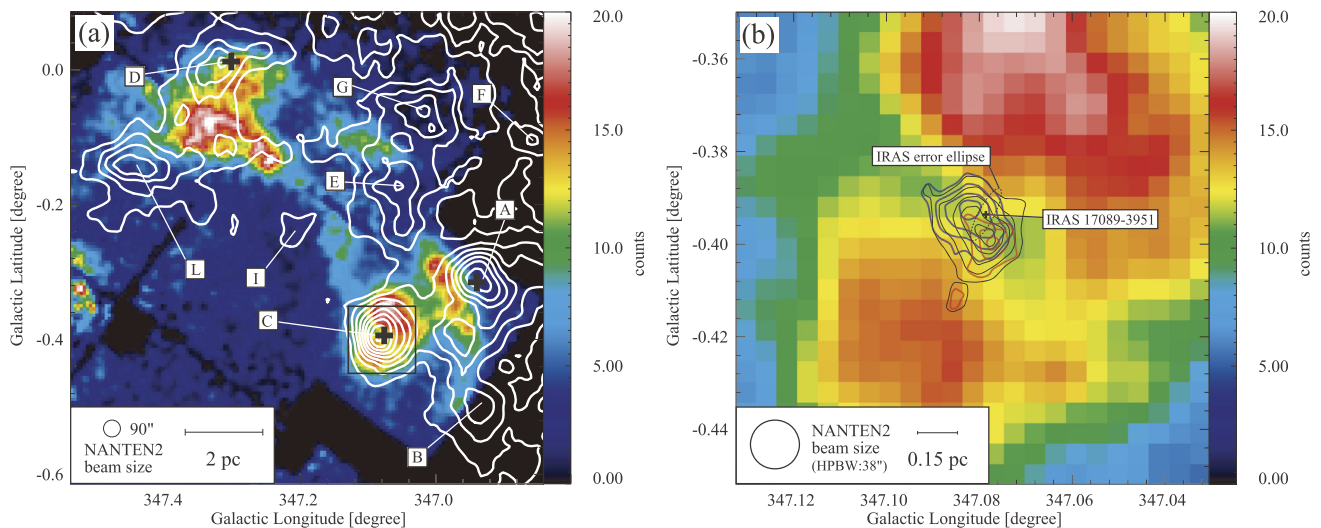 (a)
D
G
F
E
A
L
I
C
B
90"
NANTEN2
beam size
2 pc
0.0
-0.2
-0.4
-0.6
Galactic Latitude [degree]
347.4
347.2
347.0
Galactic Longitude [degree]
20.0
15.0
10.0
5.00
0.00
counts
(b)
IRAS error ellipse
IRAS 17089-3951
NANTEN2
beam size
(HPBW:38")
0.15 pc
-0.36
-0.38
-0.40
-0.42
-0.44
Galactic Latitude [degree]
347.12
347.10
347.08
347.06
347.04
Galactic Longitude [degree]
20.0
15.0
10.0
5.00
0.00
counts